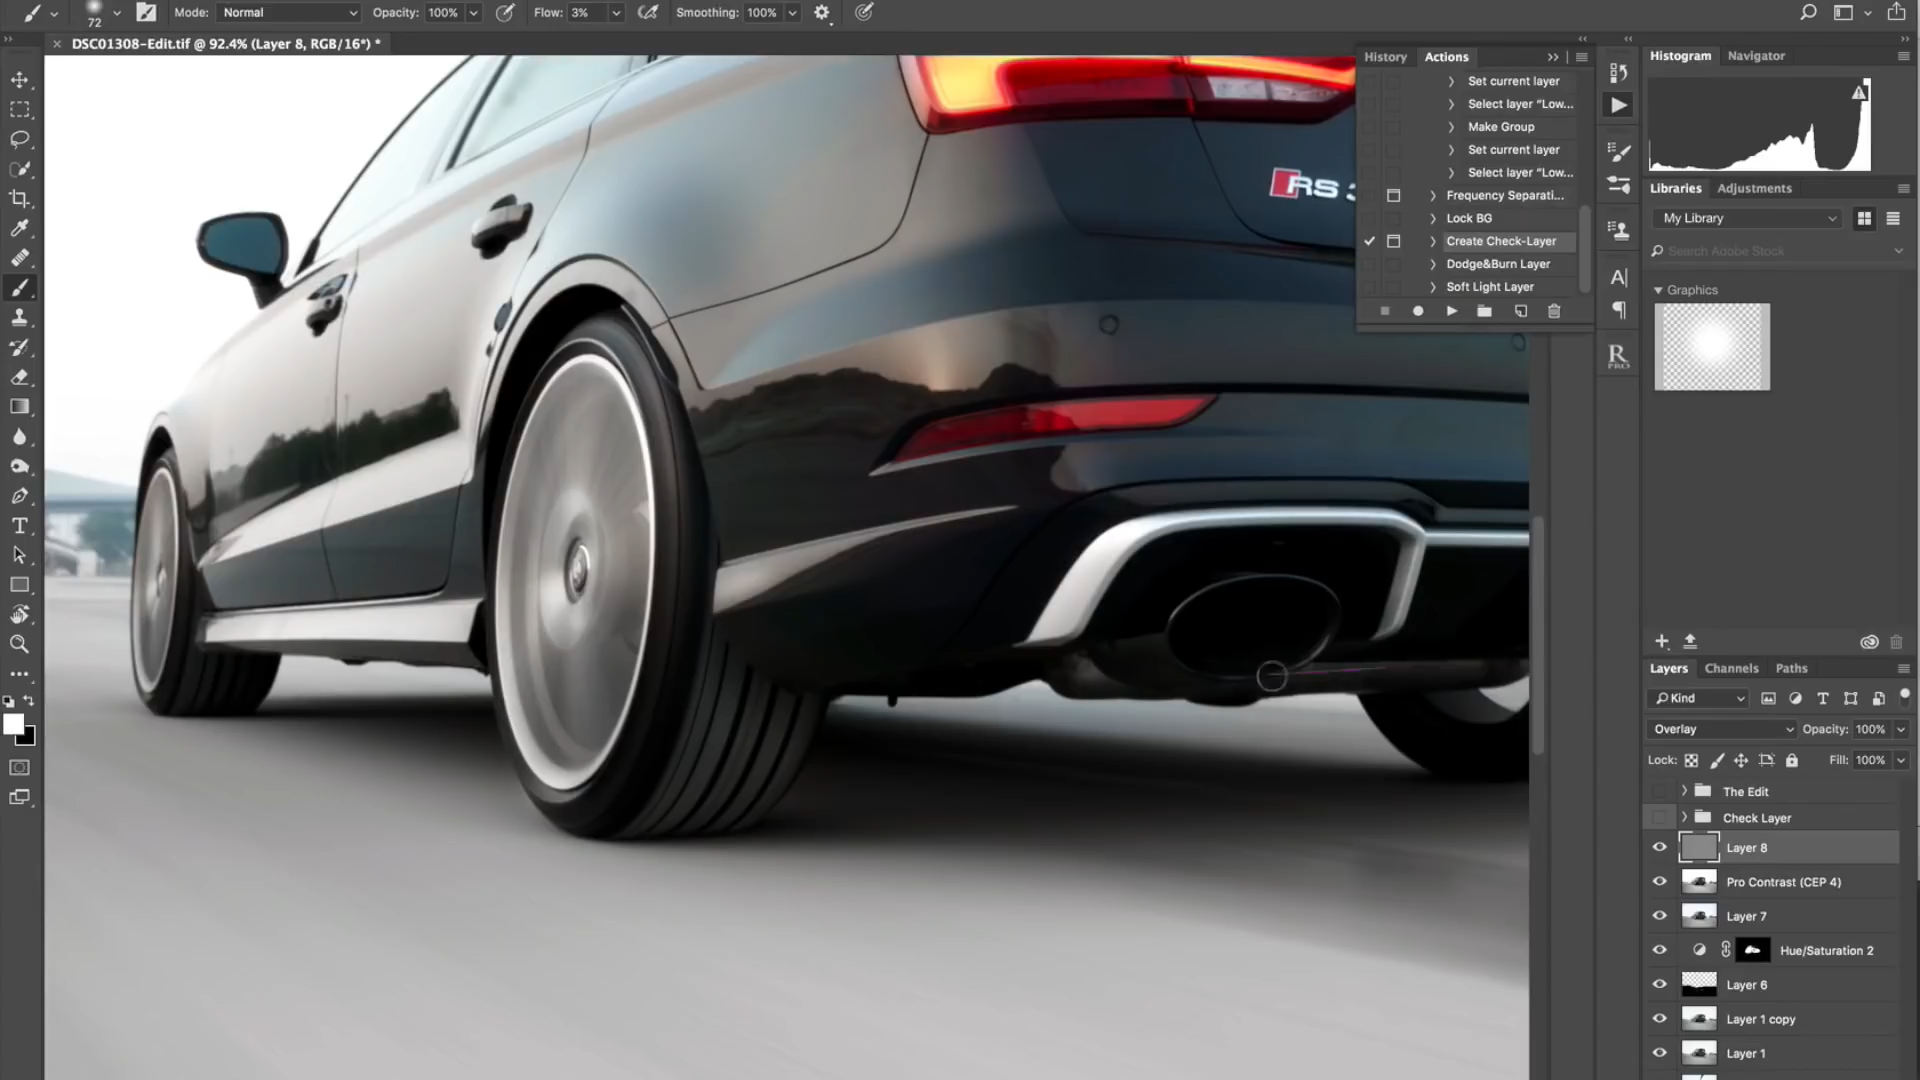 72
Mode: Normal
Opacity: 100%
Flow: 3%
Smoothing: 100%
DSC01308-Edit.tif @ 92.4% (Layer 8, RGB/16*) *
History
Actions
Set current layer
Select layer “Low...
Make Group
Set current layer
Select layer “Low...
Frequency Separati...
Lock BG
Create Check-Layer
Dodge&Burn Layer
Soft Light Layer
RS 3
A|
R
PRO
Histogram
Navigator
Libraries
Adjustments
My Library
Search Adobe Stock
Graphics
Layers
Channels
Paths
Kind
Overlay
Opacity: 100%
Lock:
Fill: 100%
The Edit
Check Layer
Layer 8
Pro Contrast (CEP 4)
Layer 7
Hue/Saturation 2
Layer 6
Layer 1 copy
Layer 1